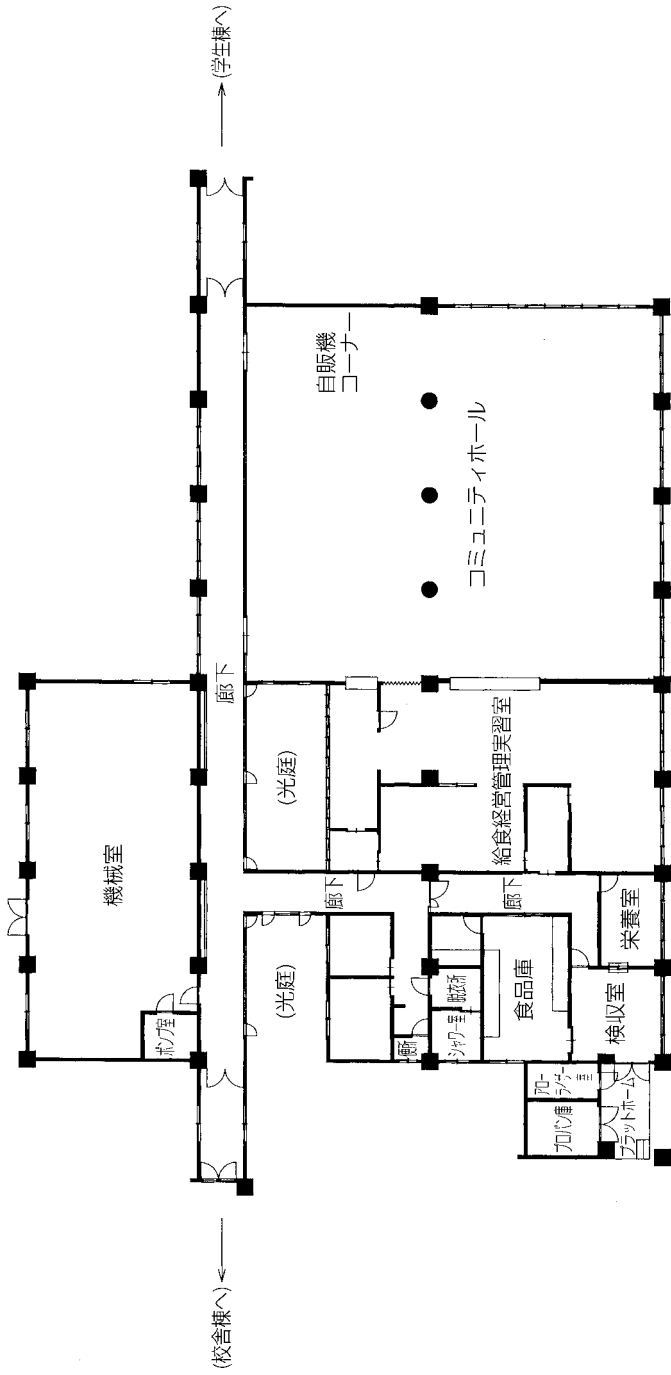 (学生棟へ)
自販機
コーナー
コミュニティホール
廊下
(光庭)
給食経営管理実習室
機械室
廊下
廊下
(光庭)
栄養室
脱衣所
食品庫
検収室
ポンプ室
便所
シャワー室
プロパン庫
プラットホーム
(校舎棟へ)